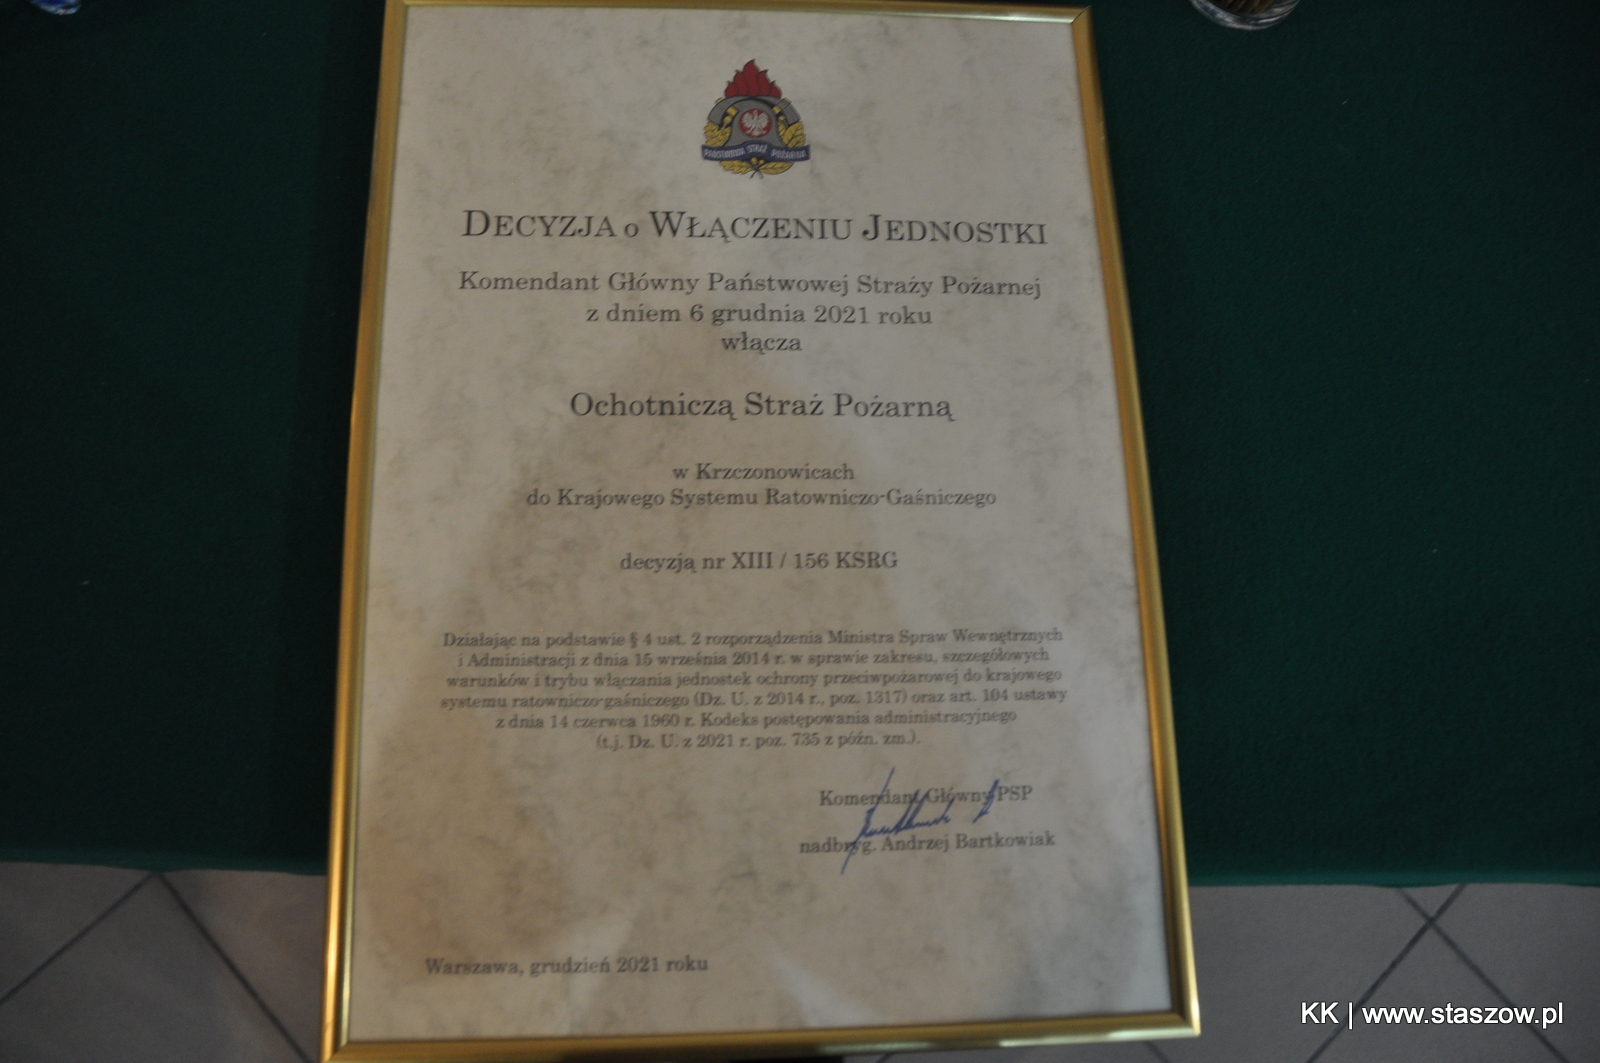 PAŃSTWOWA STRAŻ POŻARNA
DECYZJA O WŁĄCZENIU JEDNOSTKI
Komendant Główny Państwowej Straży Pożarnej
z dniem 6 grudnia 2021 roku
włącza
Ochotniczą Straż Pożarną
w Krzczonowicach
do Krajowego Systemu Ratowniczo-Gaśniczego
decyzją nr XIII / 156 KSRG
Działając na podstawie § 4 ust. 2 rozporządzenia Ministra Spraw Wewnętrznych
i Administracji z dnia 15 września 2014 r. w sprawie zakresu, szczegółowych
warunków i trybu włączania jednostek ochrony przeciwpożarowej do krajowego
systemu ratowniczo-gaśniczego (Dz. U. z 2014 r., poz. 1317) oraz art. 104 ustawy
z dnia 14 czerwca 1960 r. Kodeks postępowania administracyjnego
(t.j. Dz. U. z 2021 r. poz. 735 z późn. zm.).
Komendant Główny PSP
nadbryg. Andrzej Bartkowiak
Warszawa, grudzień 2021 roku
KK | www.staszow.pl